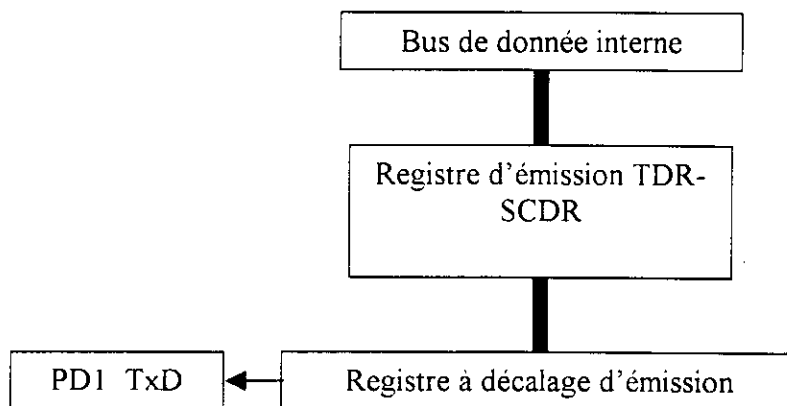 Bus de donnée interne
Registre d'émission TDR-
SCDR
PD1 TxD
Registre à décalage d'émission